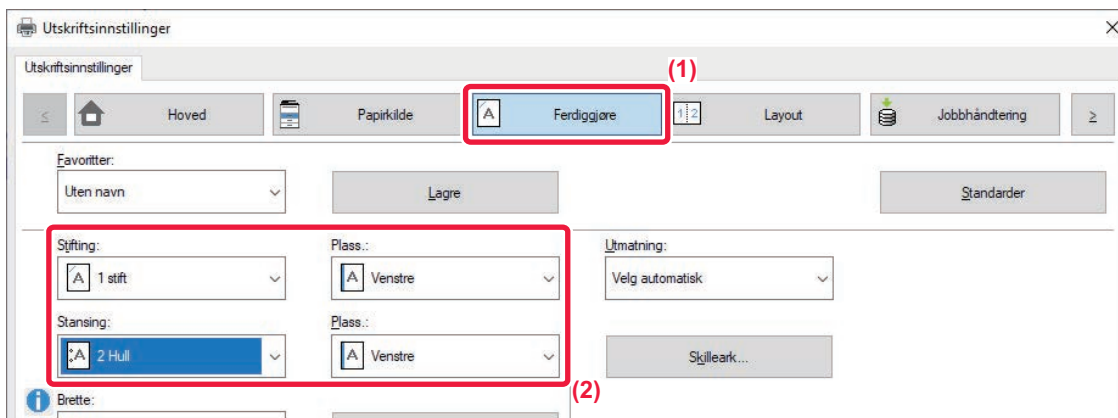 Utskriftsinnstillinger
Utskriftsinnstillinger
(1)
< Hoved Papirkilde Ferdiggjøre Layout Jobbhåndtering >
Favoritter:
Uten navn Lagre Standarder
Stifting: Plass.: Utmatning:
1 stift Venstre Velg automatisk
Stansing: Plass.:
2 Hull Venstre Skilleark...
(2)
Brette: